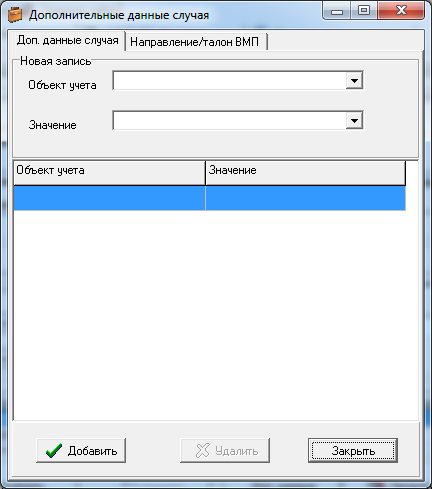 Дополнительные данные случая
Доп. данные случая Направление/талон ВМП
Новая запись
Объект учета
Значение
Объект учета Значение
Добавить Удалить Закрыть